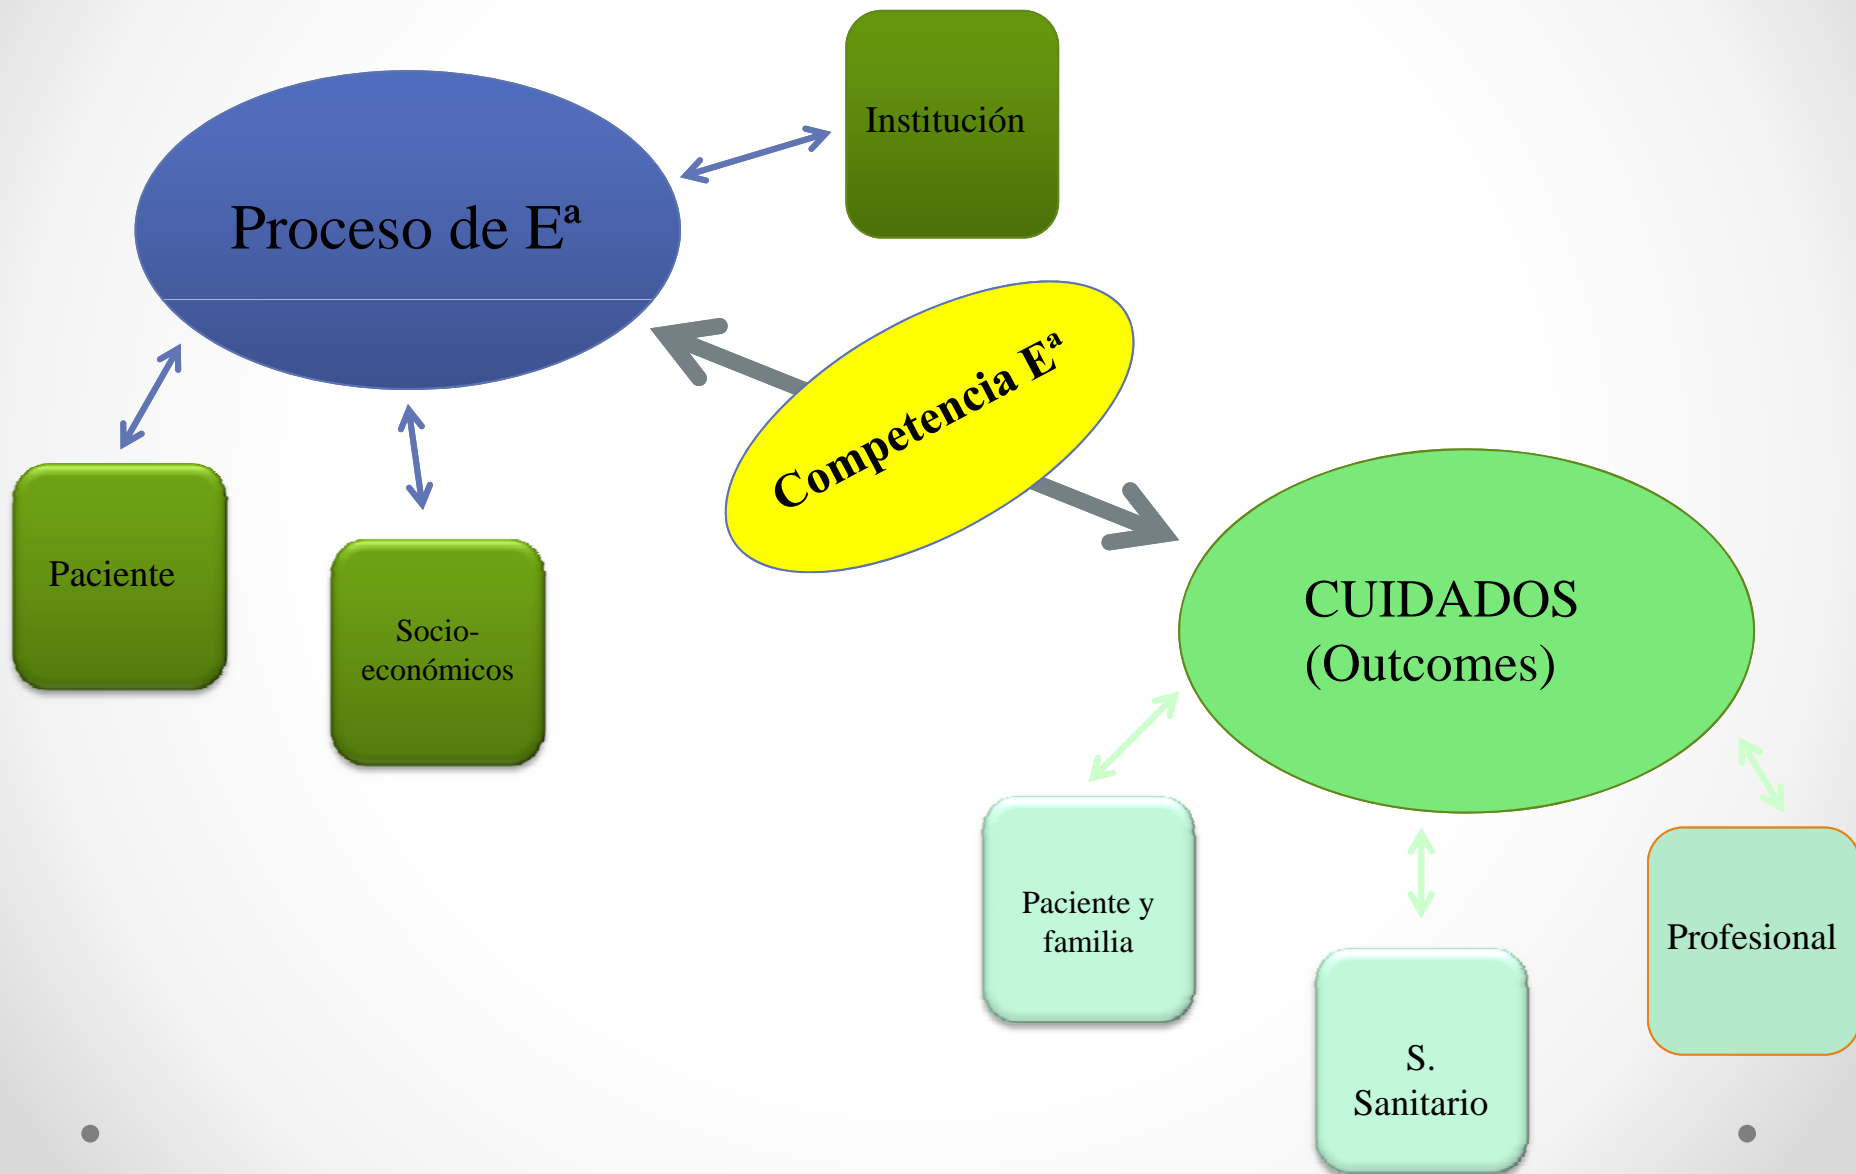 Institución
Proceso de Eª
Competencia Eª
Paciente
Socio-
económicos
CUIDADOS
(Outcomes)
Paciente y
familia
Profesional
S.
Sanitario